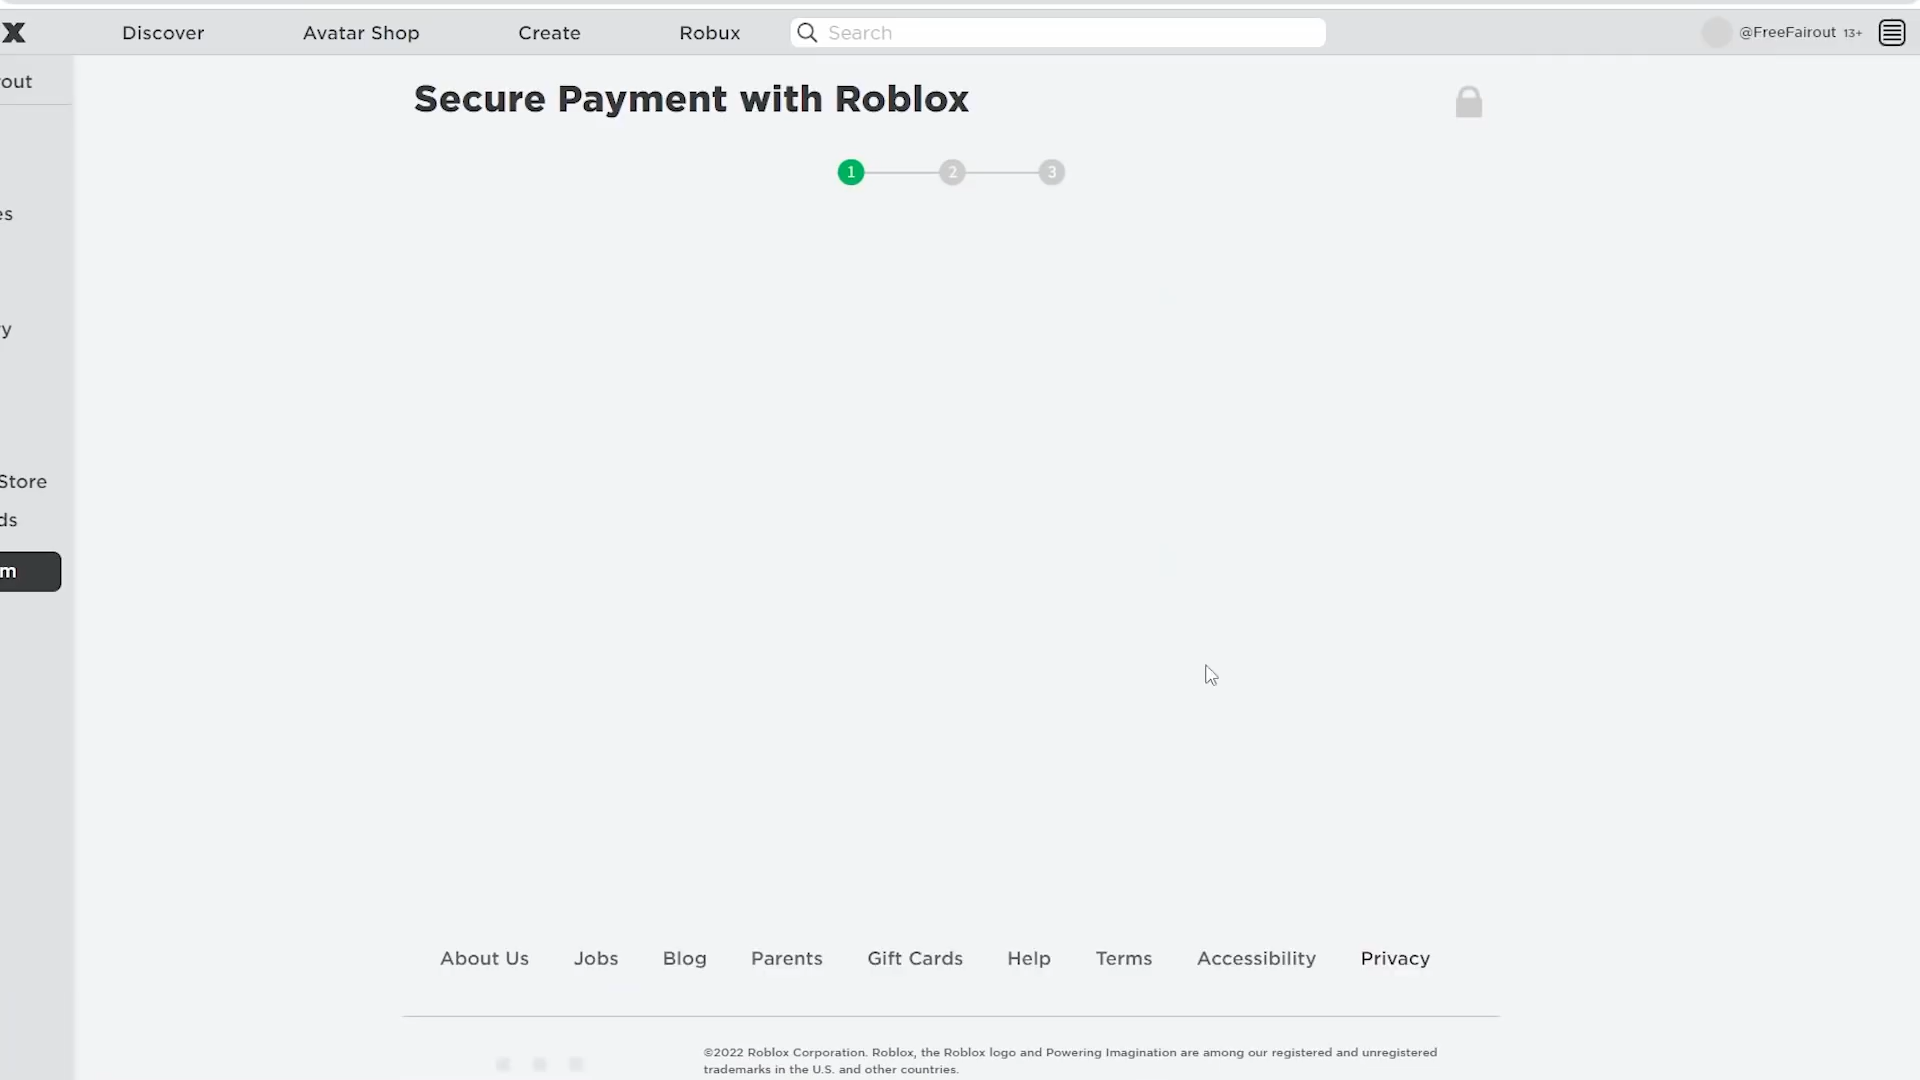 X Discover Avatar Shop Create Robux Search @FreeFairout 13+
out
Secure Payment with Roblox
1 2 3
es
ry
Store
ds
m
About Us Jobs Blog Parents Gift Cards Help Terms Accessibility Privacy
©2022 Roblox Corporation. Roblox, the Roblox logo and Powering Imagination are among our registered and unregistered
trademarks in the U.S. and other countries.